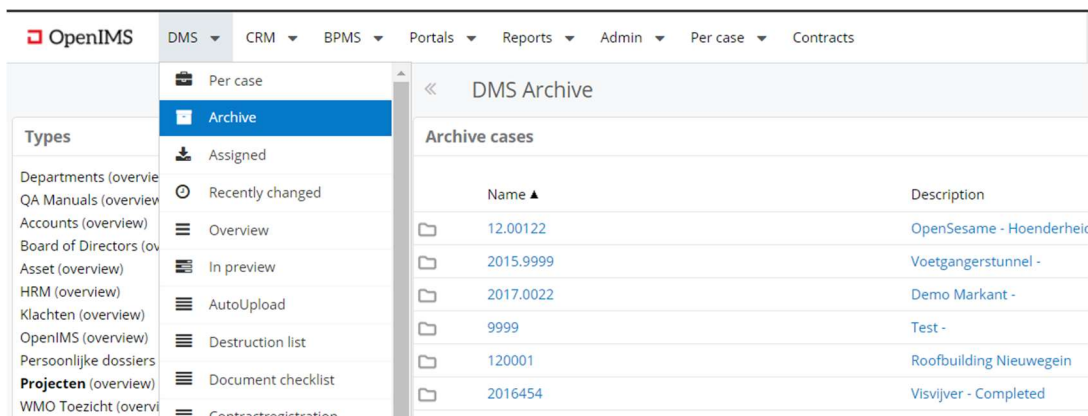 OpenIMS DMS CRM BPMS Portals Reports Admin Per case Contracts
Per case
Archive
Assigned
Recently changed
Overview
In preview
AutoUpload
Destruction list
Document checklist
Contractregistration
Types
Departments (overvie
QA Manuals (overview
Accounts (overview)
Board of Directors (ov
Asset (overview)
HRM (overview)
Klachten (overview)
OpenIMS (overview)
Persoonlijke dossiers
Projecten (overview)
WMO Toezicht (overvi
« DMS Archive
Archive cases
Name ▲ Description
12.00122 OpenSesame - Hoenderheid
2015.9999 Voetgangerstunnel -
2017.0022 Demo Markant -
9999 Test -
120001 Roofbuilding Nieuwegein
2016454 Visvijver - Completed